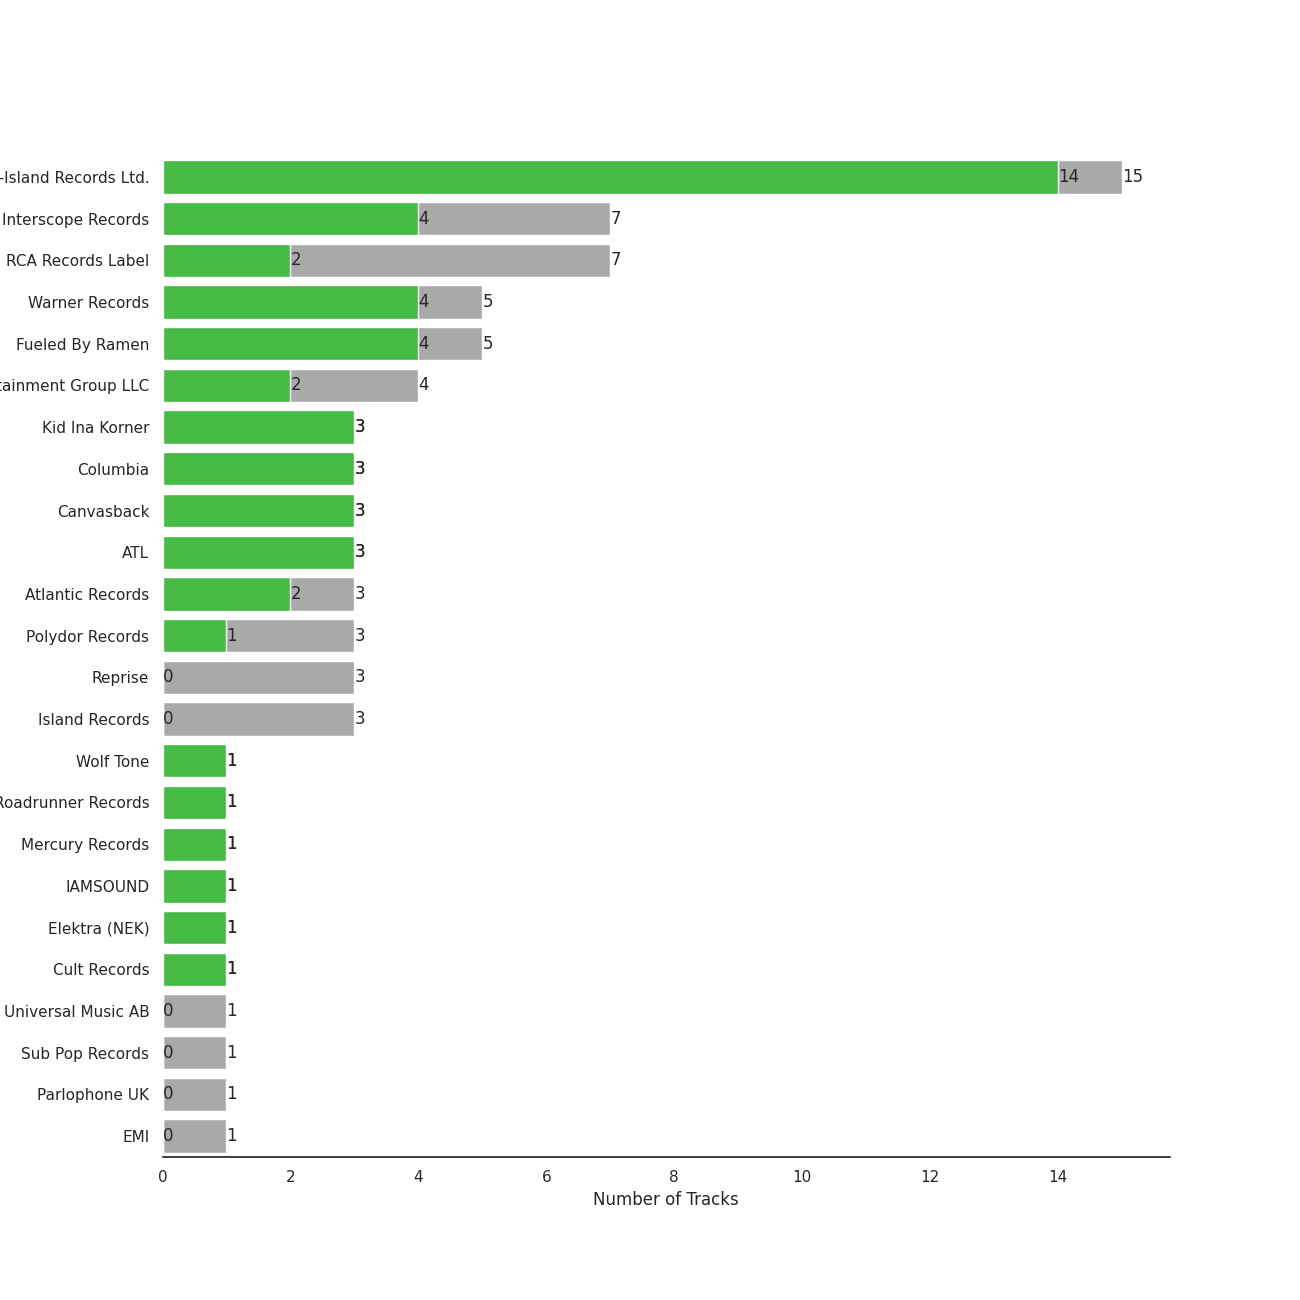 -Island Records Ltd. 14 15
Interscope Records 4 7
RCA Records Label 2 7
Warner Records 4 5
Fueled By Ramen 4 5
Group LLC 2 4
Kid Ina Korner 3
Columbia 3
Canvasback 3
ATL 3
Atlantic Records 2 3
Polydor Records 1 3
Reprise 0 3
Island Records 0 3
Wolf Tone 1
Roadrunner Records 1
Mercury Records 1
IAMSOUND 1
Elektra (NEK) 1
Cult Records 1
Universal Music AB 0 1
Sub Pop Records 0 1
Parlophone UK 0 1
EMI 0 1
0 2 4 6 8 10 12 14
Number of Tracks